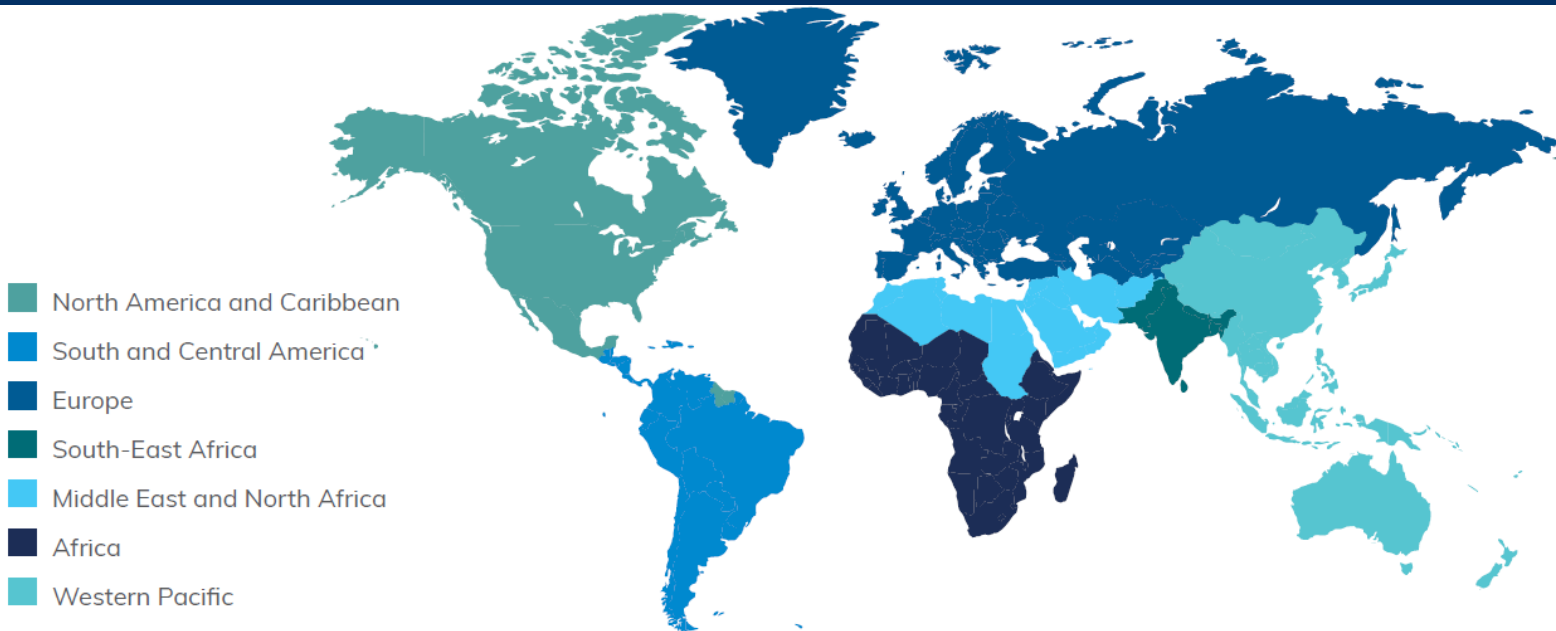 North America and Caribbean
South and Central America
Europe
South-East Africa
Middle East and North Africa
Africa
Western Pacific